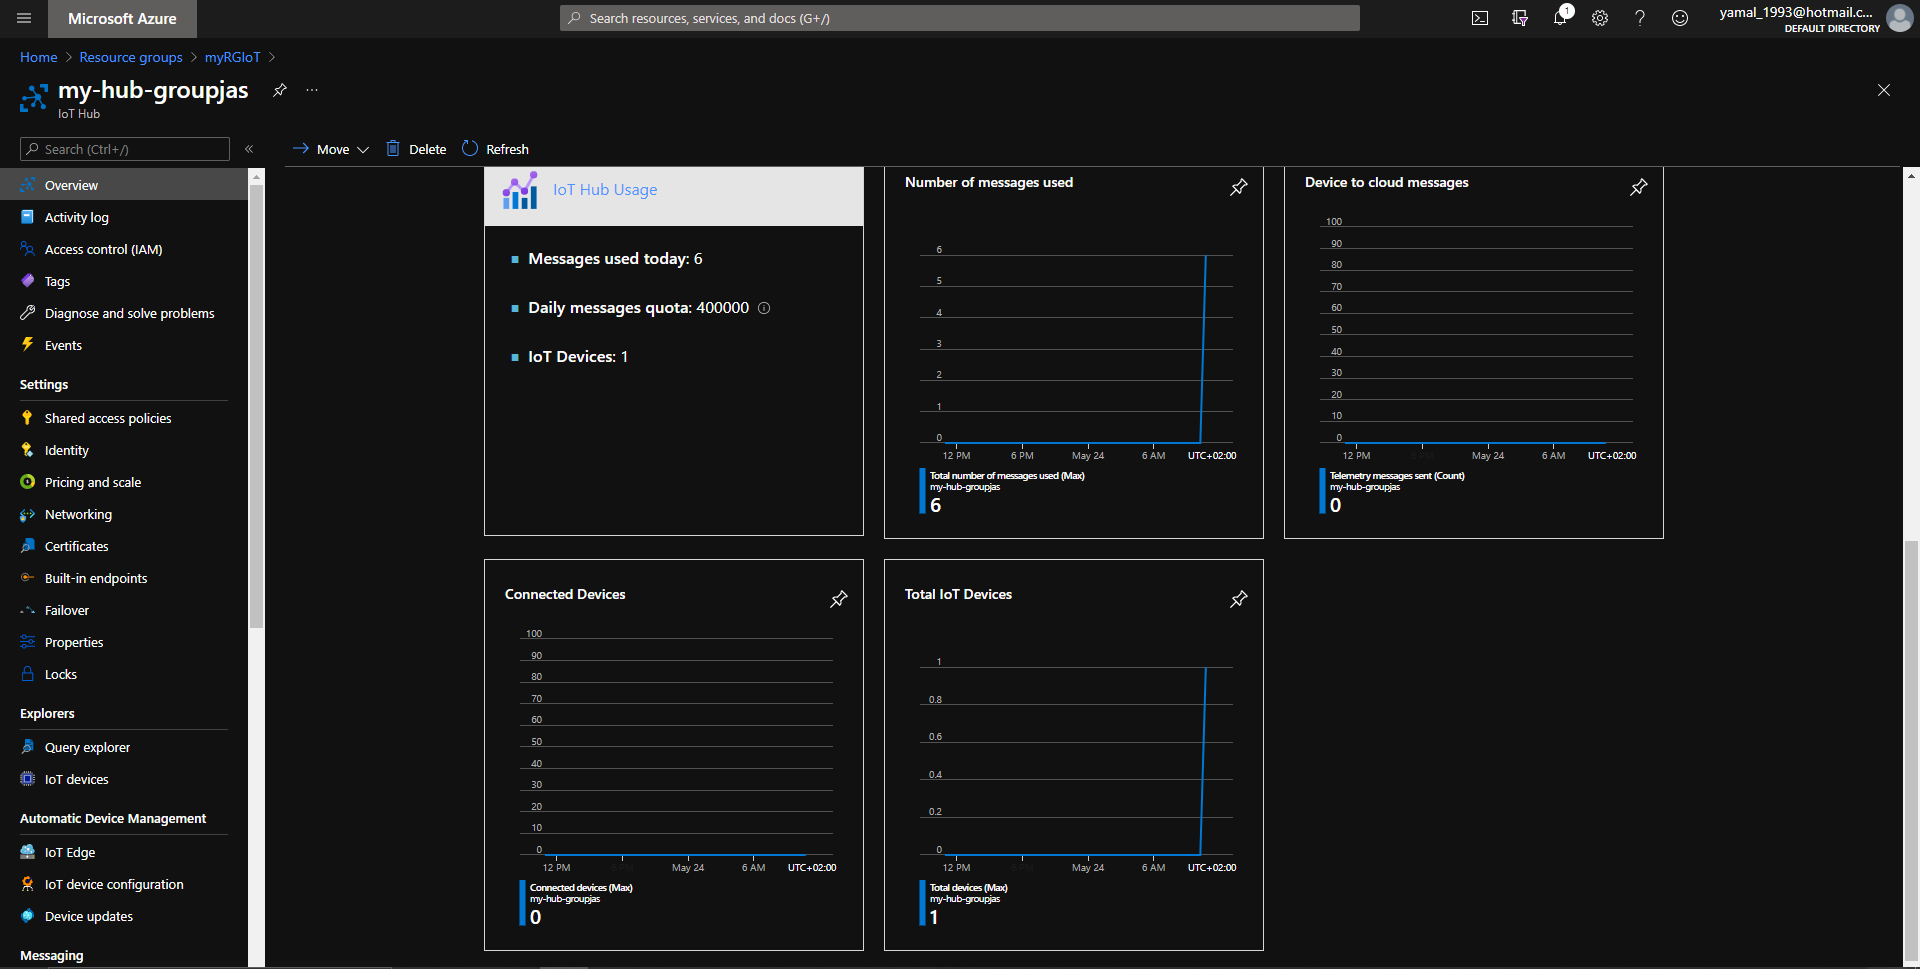 Microsoft Azure
Search resources, services, and docs (G+/)
1
yamal_1993@hotmail.c...
DEFAULT DIRECTORY
Home > Resource groups > myRGIoT >
my-hub-groupjas
...
IoT Hub
Search (Ctrl+/)
«
Move
Delete
Refresh
Overview
Activity log
Access control (IAM)
Tags
Diagnose and solve problems
Events
Settings
Shared access policies
Identity
Pricing and scale
Networking
Certificates
Built-in endpoints
Failover
Properties
Locks
Explorers
Query explorer
IoT devices
Automatic Device Management
IoT Edge
IoT device configuration
Device updates
Messaging
IoT Hub Usage
Messages used today: 6
Daily messages quota: 400000
IoT Devices: 1
Number of messages used
6
5
4
3
2
1
0
12 PM 6 PM May 24 6 AM UTC+02:00
Total number of messages used (Max)
my-hub-groupjas
6
Device to cloud messages
100
90
80
70
60
50
40
30
20
10
0
12 PM 6 PM May 24 6 AM UTC+02:00
Telemetry messages sent (Count)
my-hub-groupjas
0
Connected Devices
100
90
80
70
60
50
40
30
20
10
0
12 PM 6 PM May 24 6 AM UTC+02:00
Connected devices (Max)
my-hub-groupjas
0
Total IoT Devices
1
0.8
0.6
0.4
0.2
0
12 PM 6 PM May 24 6 AM UTC+02:00
Total devices (Max)
my-hub-groupjas
1